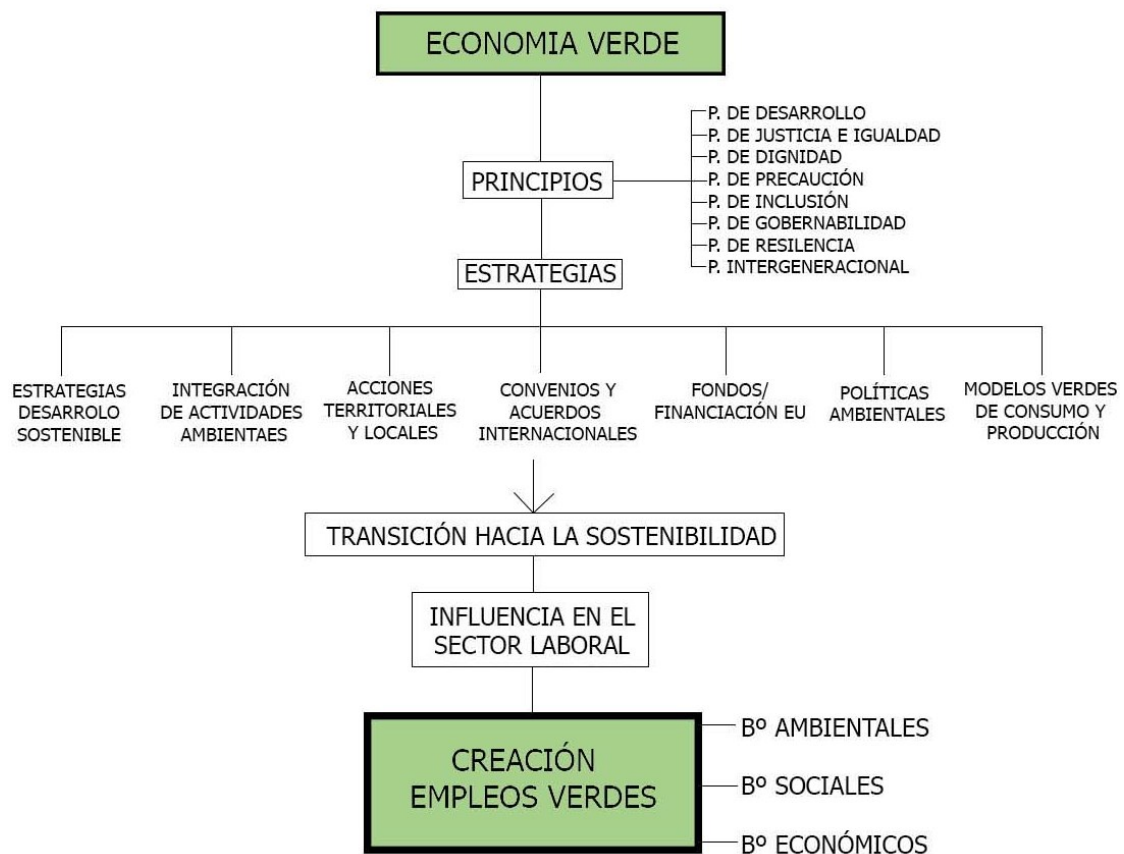 ECONOMIA VERDE
P. DE DESARROLLO
P. DE JUSTICIA E IGUALDAD
P. DE DIGNIDAD
PRINCIPIOS
P. DE PRECAUCIÓN
P. DE INCLUSIÓN
P. DE GOBERNABILIDAD
P. DE RESILENCIA
P. INTERGENERACIONAL
ESTRATEGIAS
ESTRATEGIAS
DESARROLO
SOSTENIBLE
INTEGRACIÓN
DE ACTIVIDADES
AMBIENTAES
ACCIONES
TERRITORIALES
Y LOCALES
CONVENIOS Y
ACUERDOS
INTERNACIONALES
FONDOS/
FINANCIACIÓN EU
POLÍTICAS
AMBIENTALES
MODELOS VERDES
DE CONSUMO Y
PRODUCCIÓN
TRANSICIÓN HACIA LA SOSTENIBILIDAD
INFLUENCIA EN EL
SECTOR LABORAL
CREACIÓN
EMPLEOS VERDES
Bº AMBIENTALES
Bº SOCIALES
Bº ECONÓMICOS